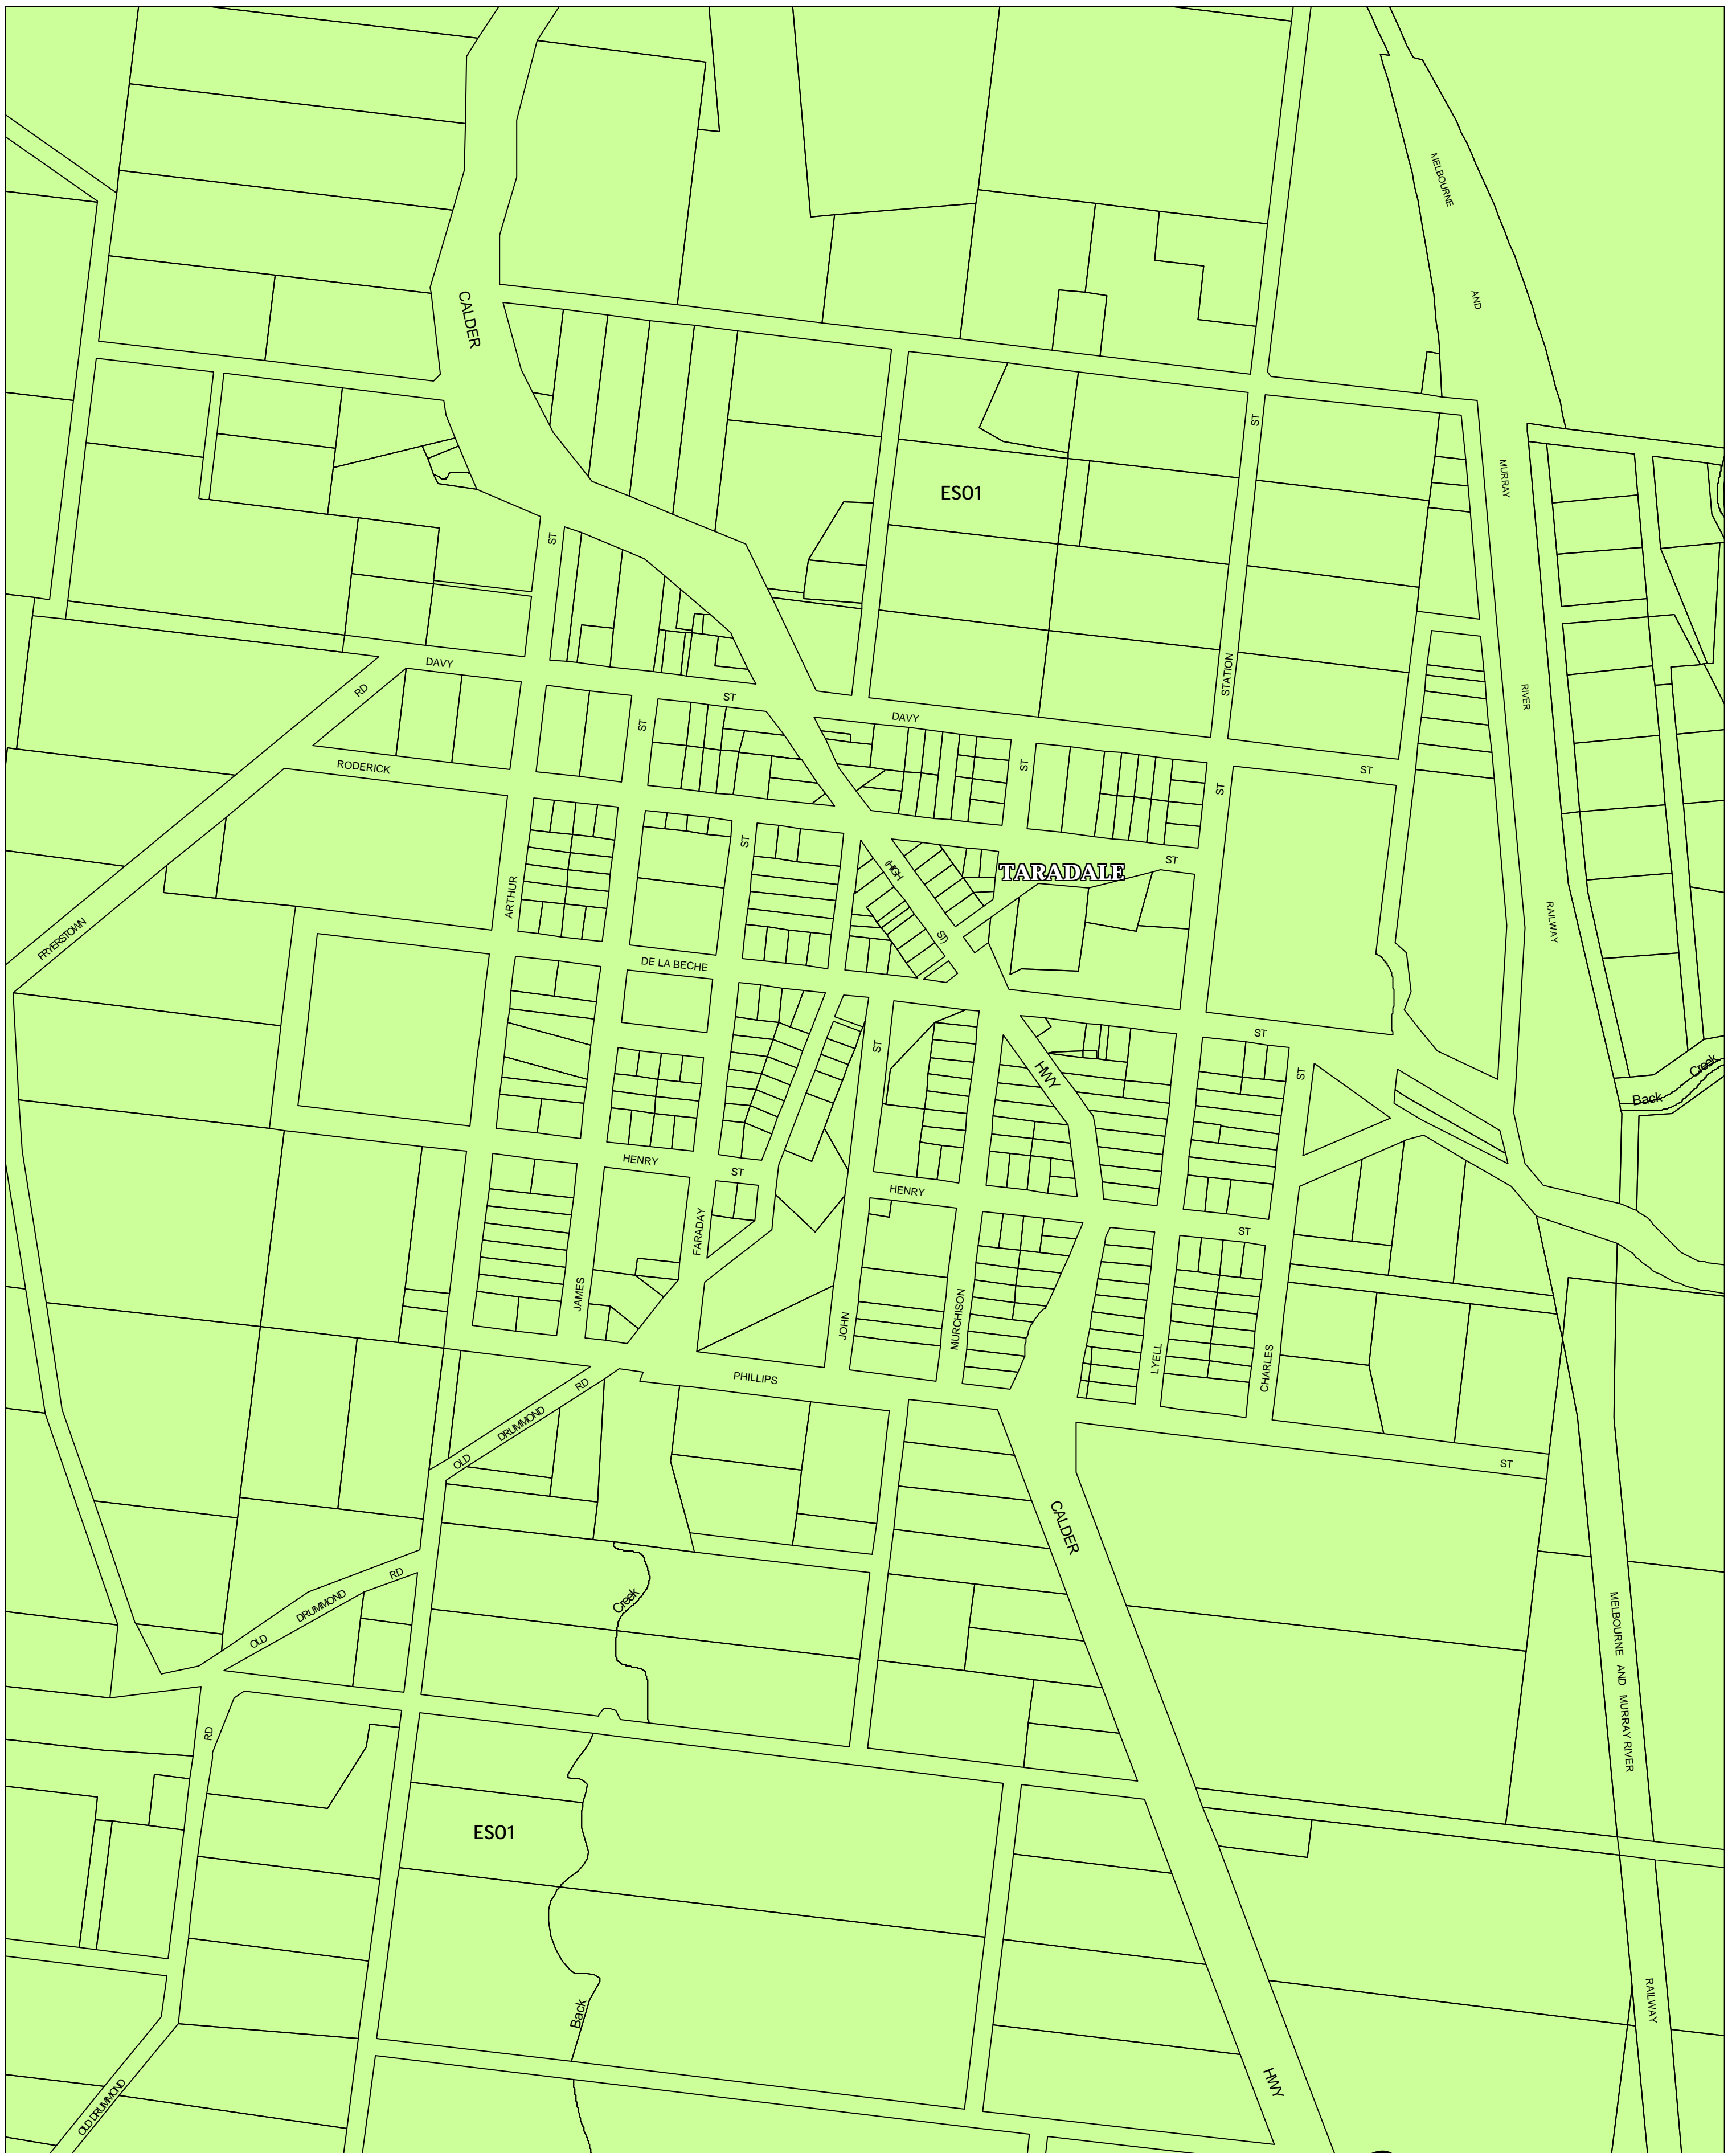 MELBOURNE
AND
CALDER
ST
MURRAY
ESO1
ST
DAVY
RD
STATION
RIVER
ST
DAVY
ST
ST
RODERICK
ST
ST
ST
ST
TARADALE
(HIGH
ARTHUR
FRYERSTOWN
RAILWAY
ST)
DE LA BECHE
ST
ST
ST
HWY
Creek
Back
HENRY
ST
HENRY
FARADAY
ST
JAMES
JOHN
MURCHISON
LYELL
CHARLES
PHILLIPS
RD
DRUMMOND
OLD
ST
CALDER
RD
DRUMMOND
Creek
OLD
MELBOURNE AND MURRAY RIVER
RD
ESO1
RAILWAY
Back
HWY
OLD DRUMMOND